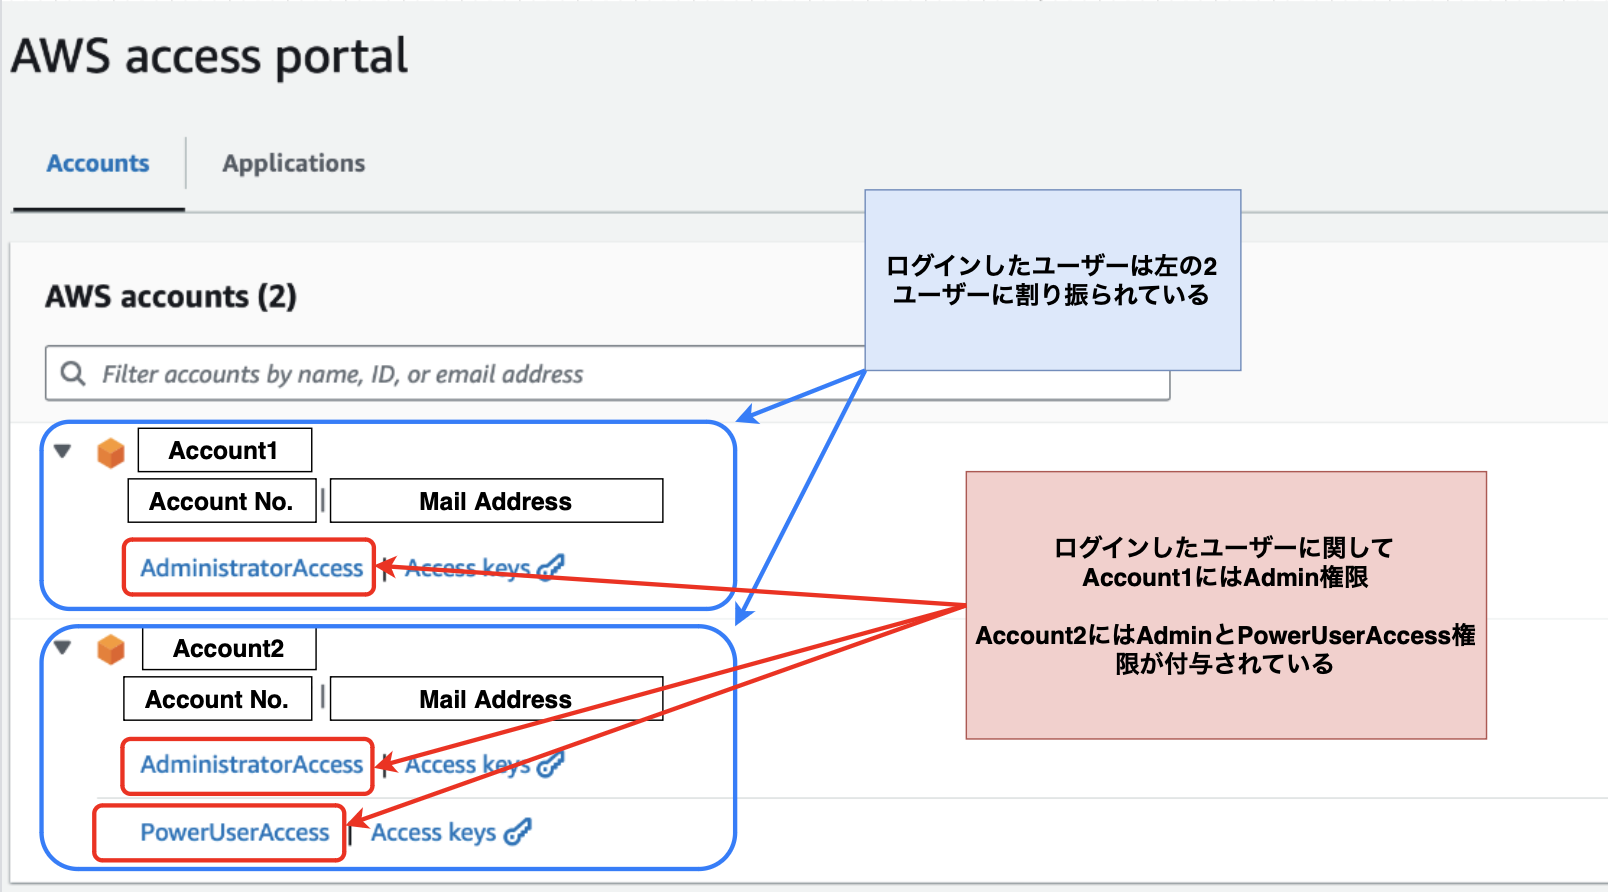 AWS access portal
Accounts
Applications
ログインしたユーザーは左の2
ユーザーに割り振られている
AWS accounts (2)
Filter accounts by name, ID, or email address
Account1
Account No. | Mail Address
AdministratorAccess | Access keys
ログインしたユーザーに関して
Account1にはAdmin権限
Account2にはAdminとPowerUserAccess権
限が付与されている
Account2
Account No. | Mail Address
AdministratorAccess | Access keys
PowerUserAccess | Access keys